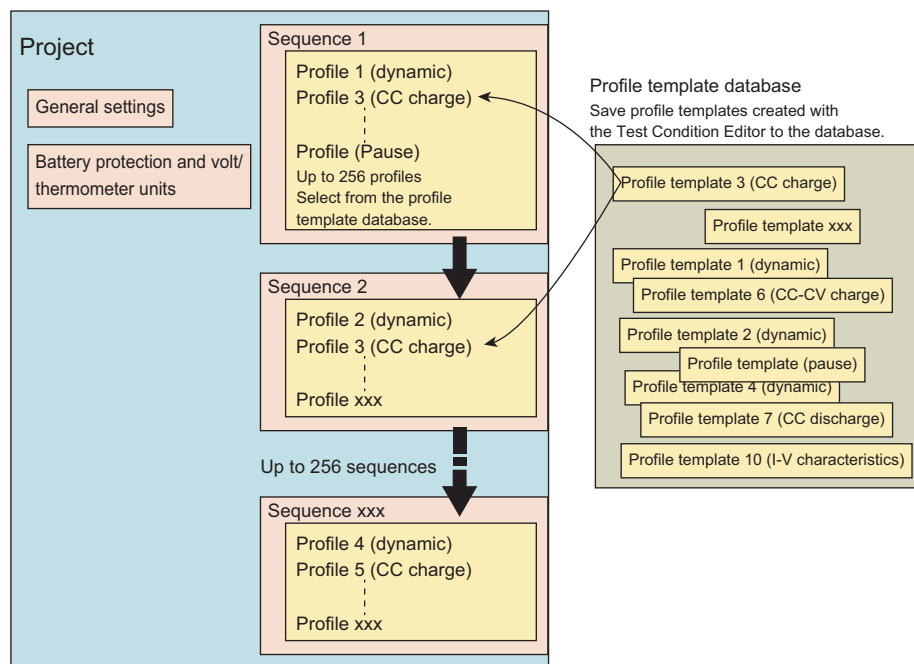 Project
General settings
Battery protection and volt/
thermometer units
Sequence 1
Profile 1 (dynamic)
Profile 3 (CC charge)
Profile (Pause)
Up to 256 profiles
Select from the profile
template database.
Sequence 2
Profile 2 (dynamic)
Profile 3 (CC charge)
Profile xxx
Up to 256 sequences
Sequence xxx
Profile 4 (dynamic)
Profile 5 (CC charge)
Profile xxx
Profile template database
Save profile templates created with
the Test Condition Editor to the database.
Profile template 3 (CC charge)
Profile template xxx
Profile template 1 (dynamic)
Profile template 6 (CC-CV charge)
Profile template 2 (dynamic)
Profile template (pause)
Profile template 4 (dynamic)
Profile template 7 (CC discharge)
Profile template 10 (I-V characteristics)